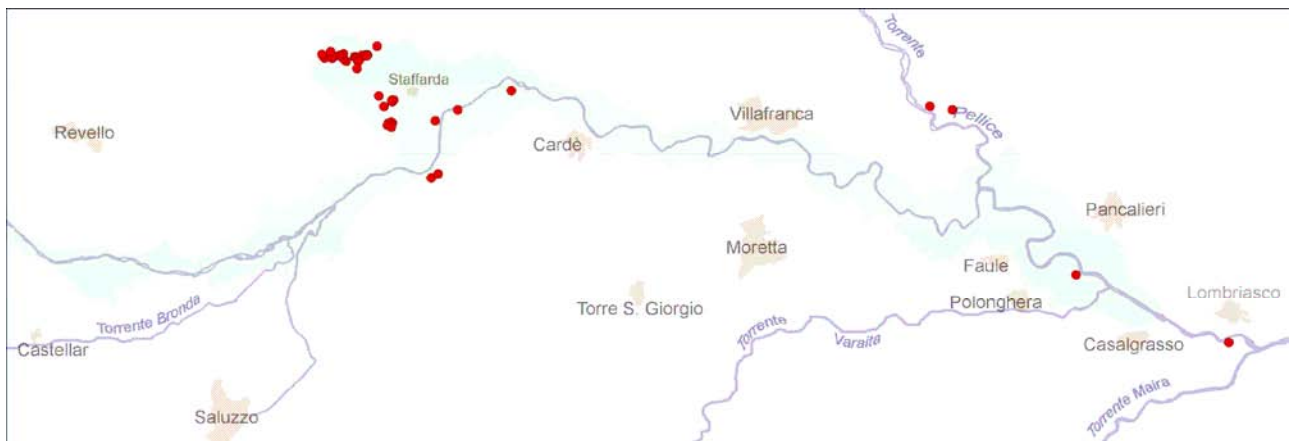 Torrente
Pellice
Staffarda
Villafranca
Revello
Cardè
Pancalieri
Moretta
Faule
Polonghera
Lombriasco
Torre S. Giorgio
Torrente Bronda
Torrente
Varaita
Castellar
Casalgrasso
Torrente Maira
Saluzzo